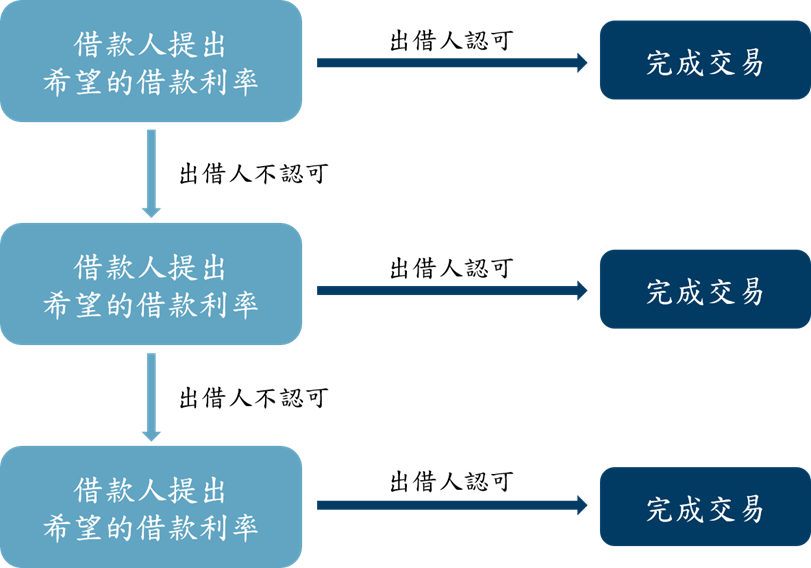 借款人提出
希望的借款利率
出借人認可
完成交易
出借人不認可
借款人提出
希望的借款利率
出借人認可
完成交易
出借人不認可
借款人提出
希望的借款利率
出借人認可
完成交易